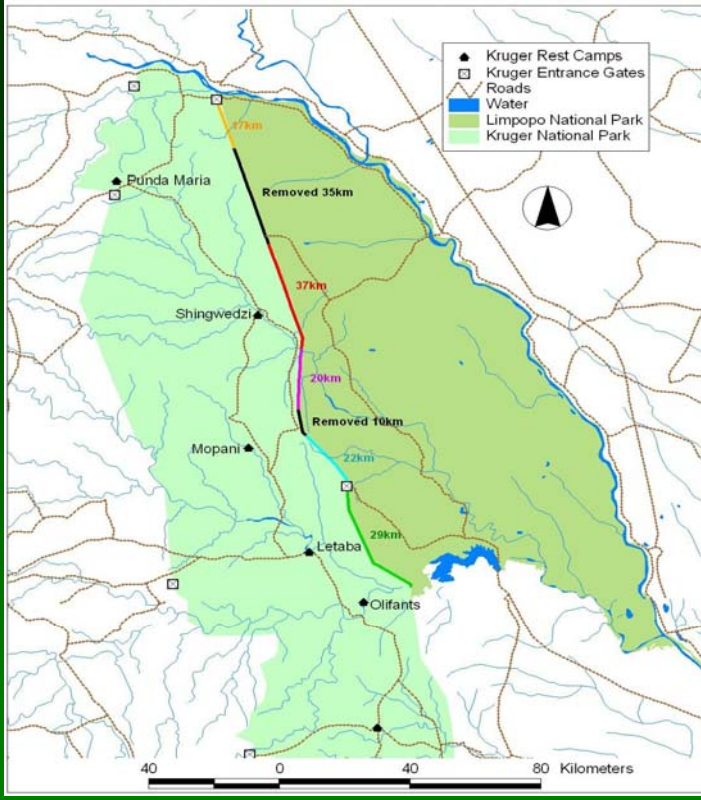 Kruger Rest Camps
Kruger Entrance Gates
Roads
Water
Limpopo National Park
Kruger National Park
17km
Punda Maria
Removed 35km
37km
Shingwedzi
20km
Removed 10km
Mopani
22km
29km
Letaba
Olifants
40 0 40 80 Kilometers